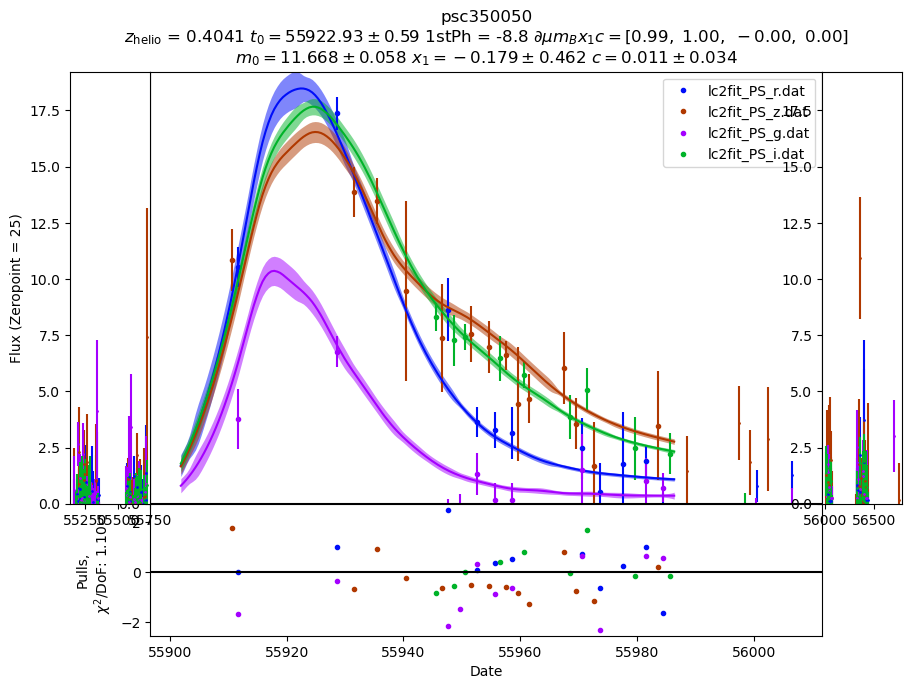 psc350050
z_helio = 0.4041 t_0 = 55922.93 ± 0.59 1stPh = -8.8 ∂μm_Bx_1c = [0.99, 1.00, −0.00, 0.00]
m_0 = 11.668 ± 0.058 x_1 = −0.179 ± 0.462 c = 0.011 ± 0.034
lc2fit_PS_r.dat
lc2fit_PS_z.dat
lc2fit_PS_g.dat
lc2fit_PS_i.dat
Flux (Zeropoint = 25)
17.5
15.0
12.5
10.0
7.5
5.0
2.5
0.0
15.0
12.5
10.0
7.5
5.0
2.5
0.0
55250
55750
56000
56500
Pulls,
χ²/DoF: 1.10
2
0
−2
55900
55920
55940
55960
55980
56000
Date